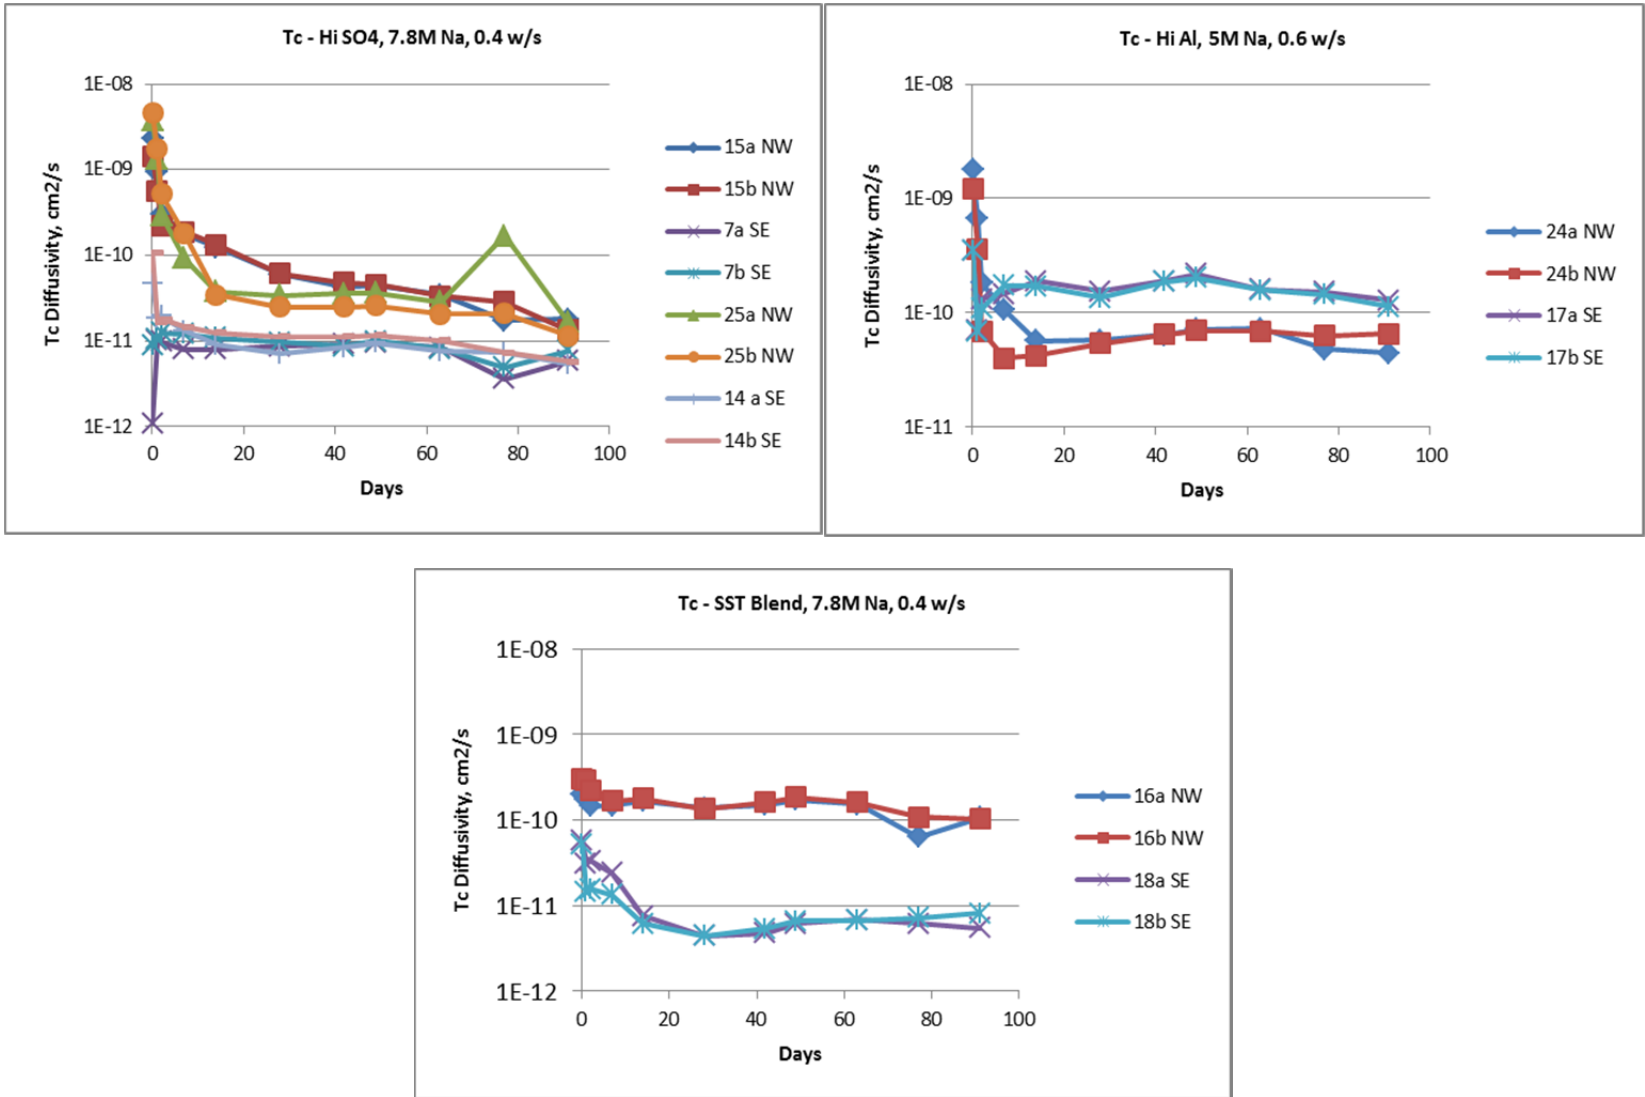 Tc - Hi SO4, 7.8M Na, 0.4 w/s
Tc Diffusivity, cm2/s
1E-08
1E-09
1E-10
1E-11
1E-12
0 20 40 60 80 100
Days
15a NW
15b NW
7a SE
7b SE
25a NW
25b NW
14 a SE
14b SE
Tc - Hi Al, 5M Na, 0.6 w/s
Tc Diffusivity, cm2/s
1E-08
1E-09
1E-10
1E-11
0 20 40 60 80 100
Days
24a NW
24b NW
17a SE
17b SE
Tc - SST Blend, 7.8M Na, 0.4 w/s
Tc Diffusivity, cm2/s
1E-08
1E-09
1E-10
1E-11
1E-12
0 20 40 60 80 100
Days
16a NW
16b NW
18a SE
18b SE